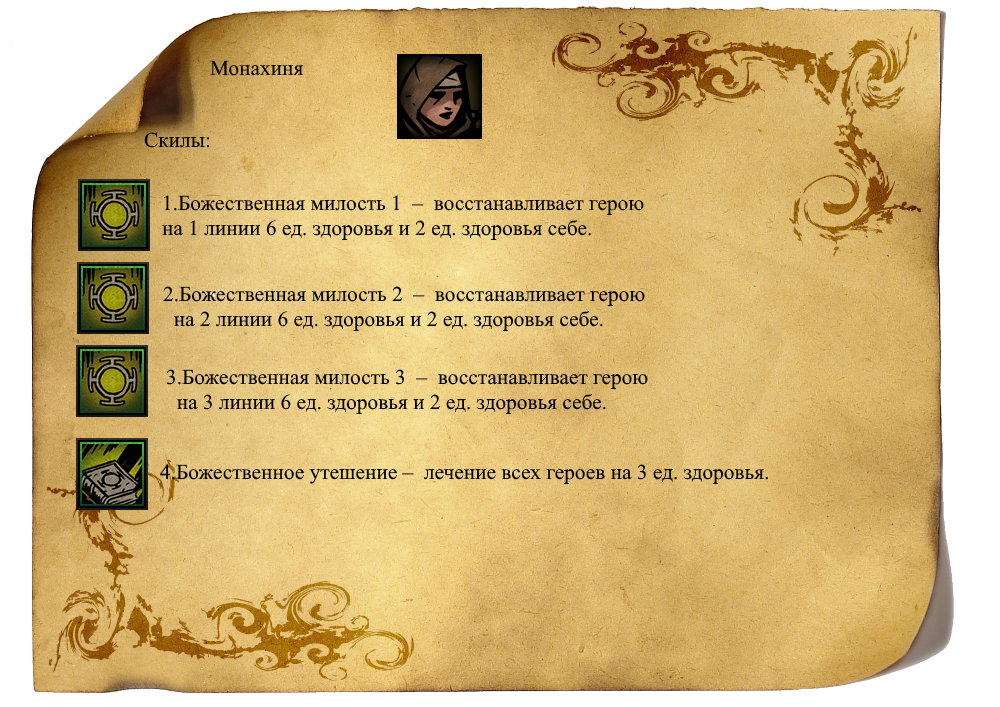 Монахиня
Скилы:
1.Божественная милость 1 – восстанавливает герою
на 1 линии 6 ед. здоровья и 2 ед. здоровья себе.
2.Божественная милость 2 – восстанавливает герою
на 2 линии 6 ед. здоровья и 2 ед. здоровья себе.
3.Божественная милость 3 – восстанавливает герою
на 3 линии 6 ед. здоровья и 2 ед. здоровья себе.
4.Божественное утешение – лечение всех героев на 3 ед. здоровья.